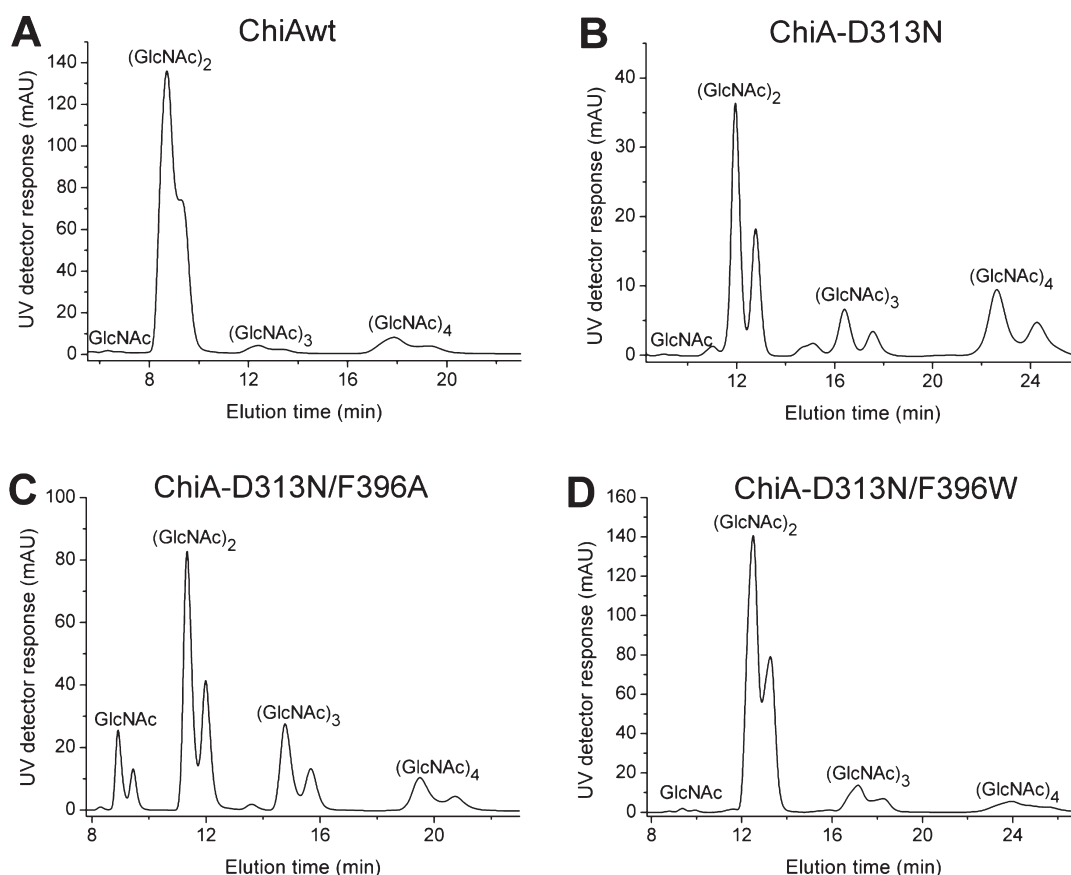 A
ChiAwt
UV detector response (mAU)
140
120
100
80
60
40
20
0
(GlcNAc)2
GlcNAc
(GlcNAc)3
(GlcNAc)4
8
12
16
20
Elution time (min)
B
ChiA-D313N
UV detector response (mAU)
40
30
20
10
0
(GlcNAc)2
GlcNAc
(GlcNAc)3
(GlcNAc)4
12
16
20
24
Elution time (min)
C
ChiA-D313N/F396A
UV detector response (mAU)
100
80
60
40
20
0
(GlcNAc)2
GlcNAc
(GlcNAc)3
(GlcNAc)4
8
12
16
20
Elution time (min)
D
ChiA-D313N/F396W
UV detector response (mAU)
160
140
120
100
80
60
40
20
0
(GlcNAc)2
GlcNAc
(GlcNAc)3
(GlcNAc)4
8
12
16
20
24
Elution time (min)